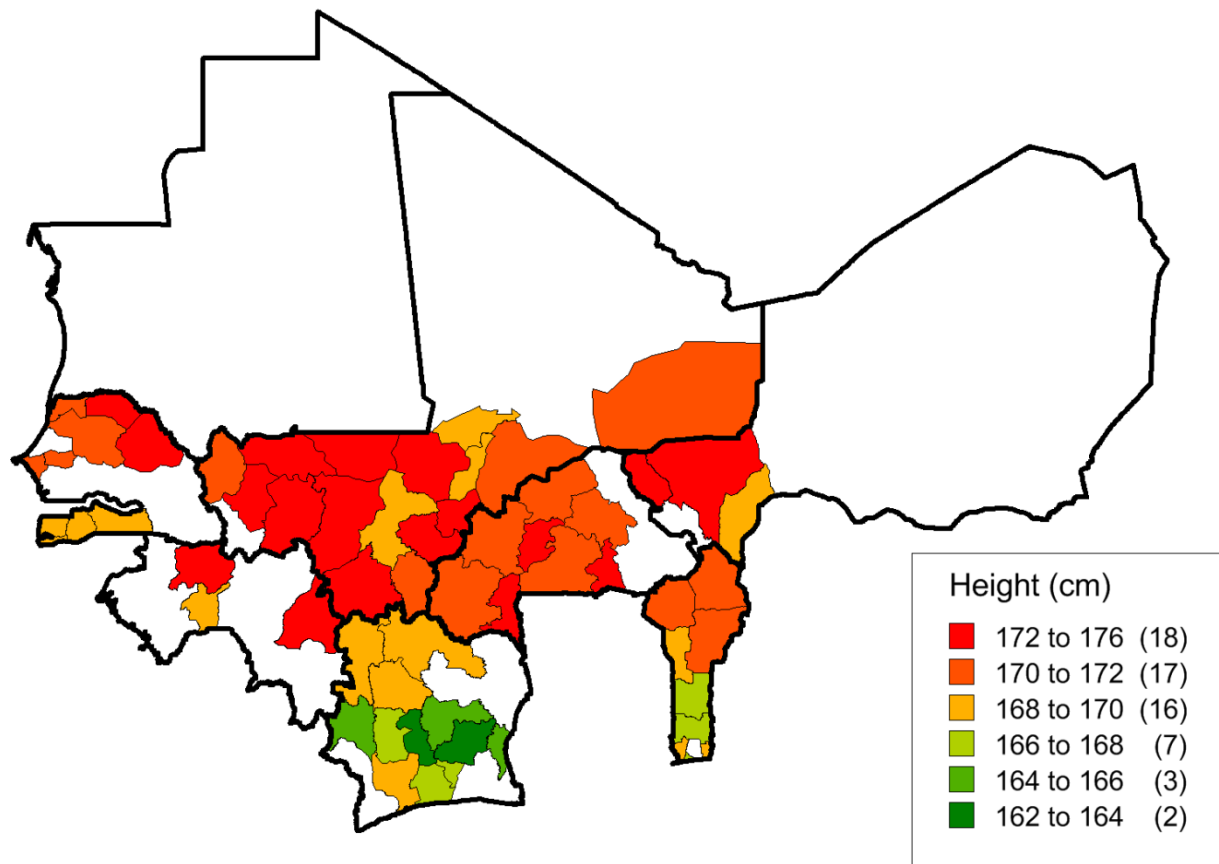 Height (cm)
172 to 176 (18)
170 to 172 (17)
168 to 170 (16)
166 to 168 (7)
164 to 166 (3)
162 to 164 (2)